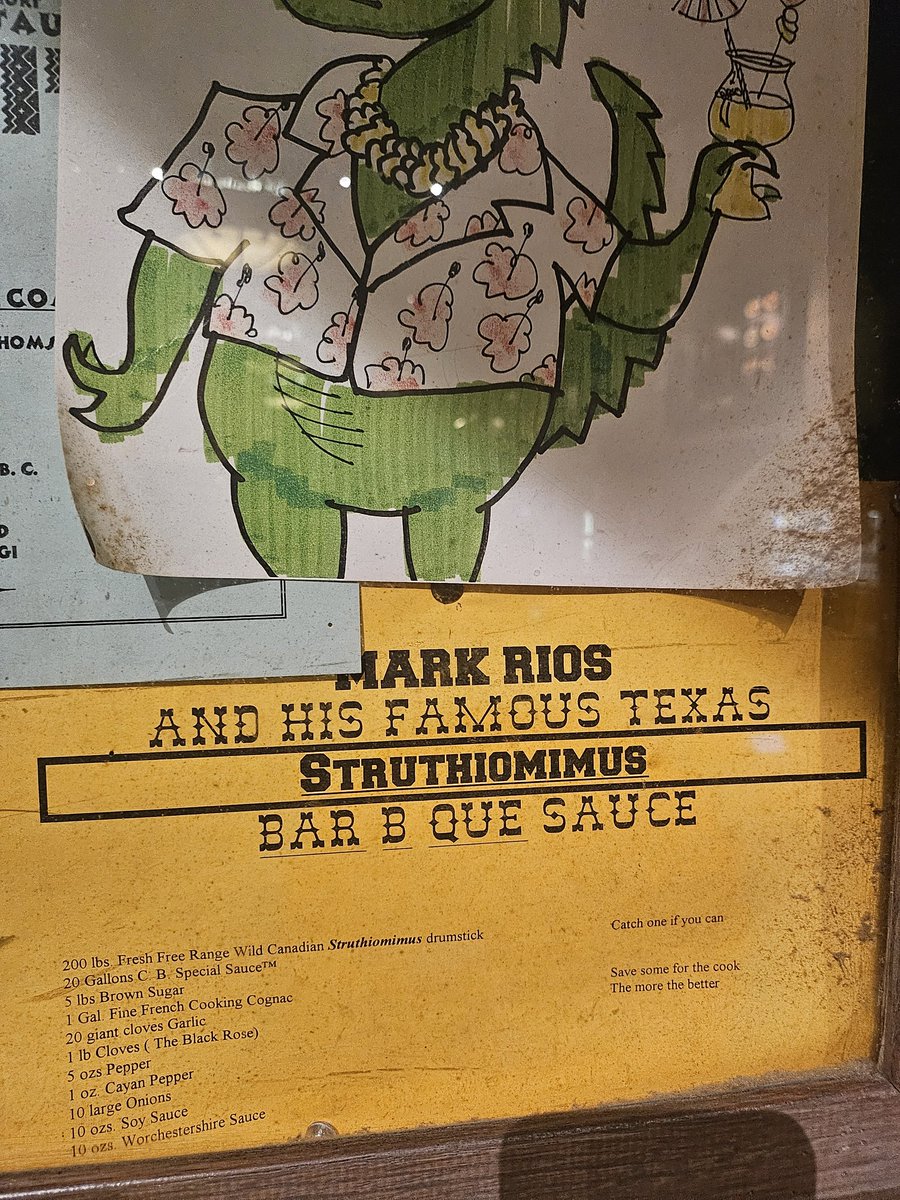 CO
HOMS
B. C.
D
GI
MARK RIOS
AND HIS FAMOUS TEXAS
STRUTHIOMIMUS
BAR B QUE SAUCE
200 lbs. Fresh Free Range Wild Canadian Struthiomimus drumstick
Catch one if you can
20 Gallons C. B. Special Sauce™
5 lbs Brown Sugar
1 Gal. Fine French Cooking Cognac
Save some for the cook
20 giant cloves Garlic
The more the better
1 lb Cloves ( The Black Rose)
5 ozs Pepper
1 oz. Cayan Pepper
10 large Onions
10 ozs. Soy Sauce
10 ozs. Worchestershire Sauce